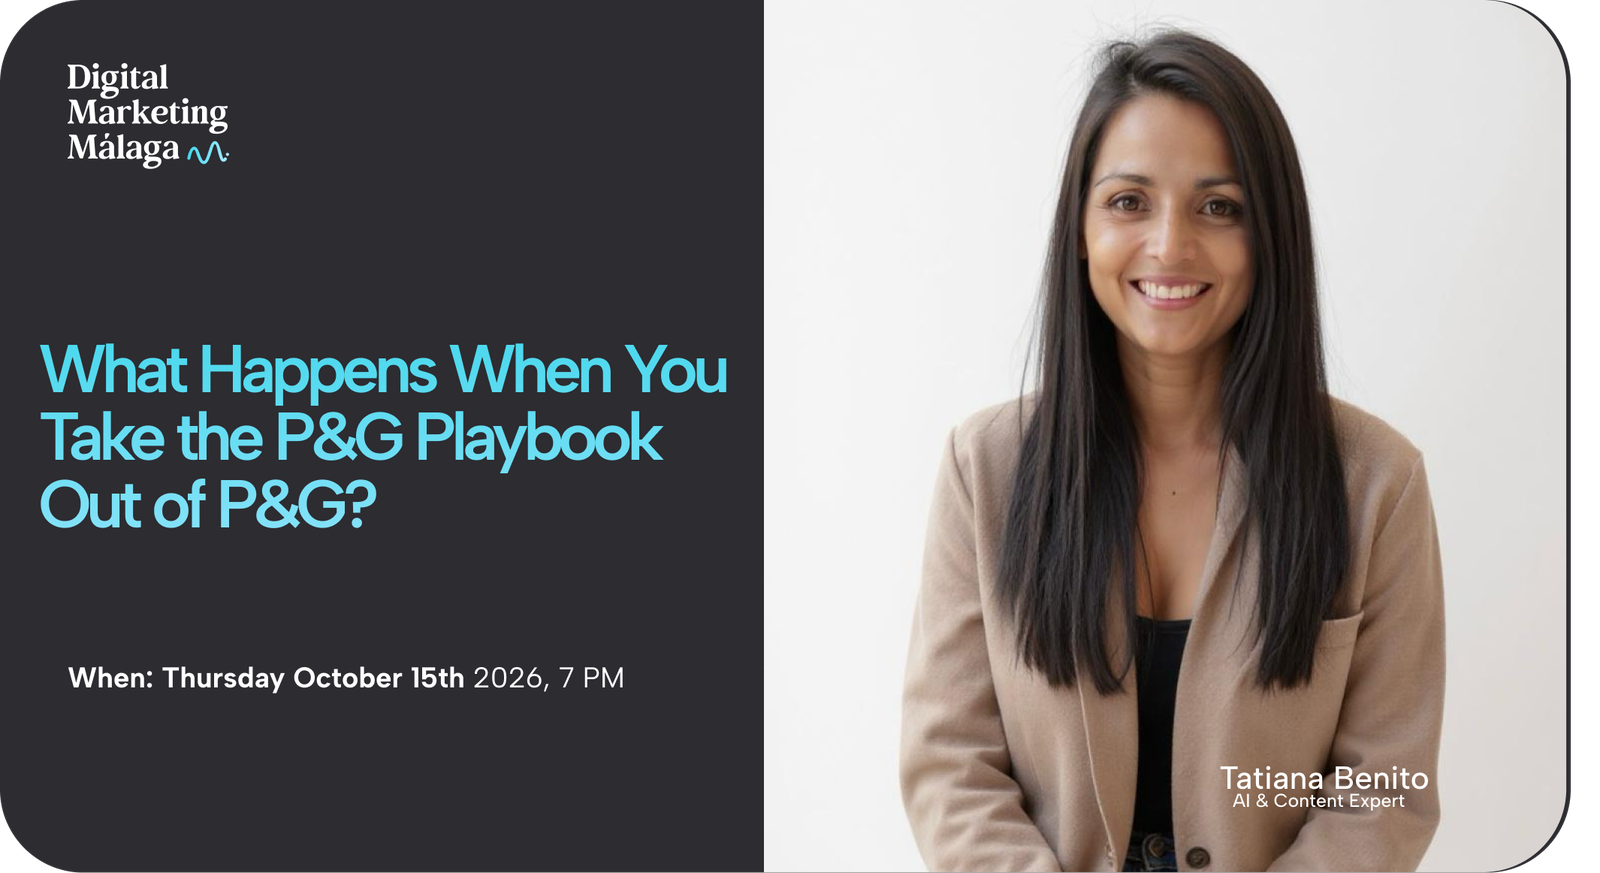 Digital
Marketing
Málaga
What Happens When You
Take the P&G Playbook
Out of P&G?
When: Thursday October 15th 2026, 7 PM
Tatiana Benito
AI & Content Expert